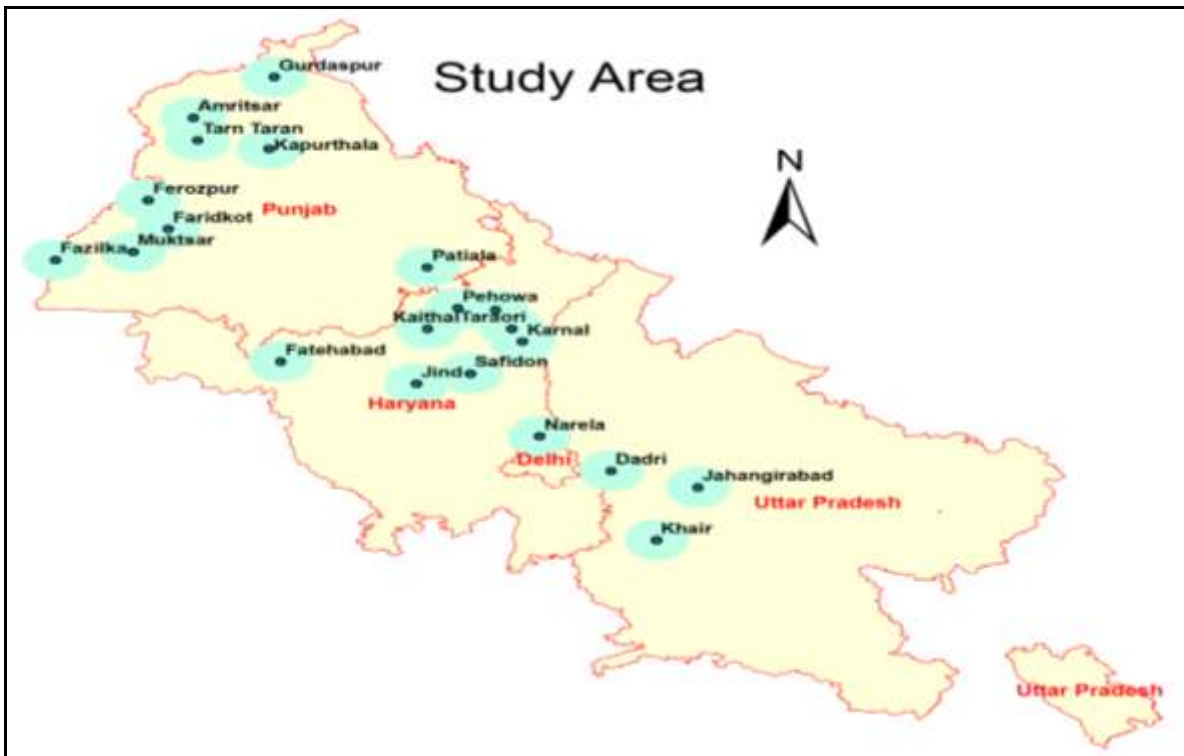 Gurdaspur
Study Area
Amritsar
Tarn Taran
Kapurthala
N
Ferozpur
Punjab
Faridkot
Muktsar
Fazilka
Patiala
Pehowa
Kaithal
Taraori
Karnal
Fatehabad
Safidon
Jind
Haryana
Narela
Delhi
Dadri
Jahangirabad
Uttar Pradesh
Khair
Uttar Pradesh